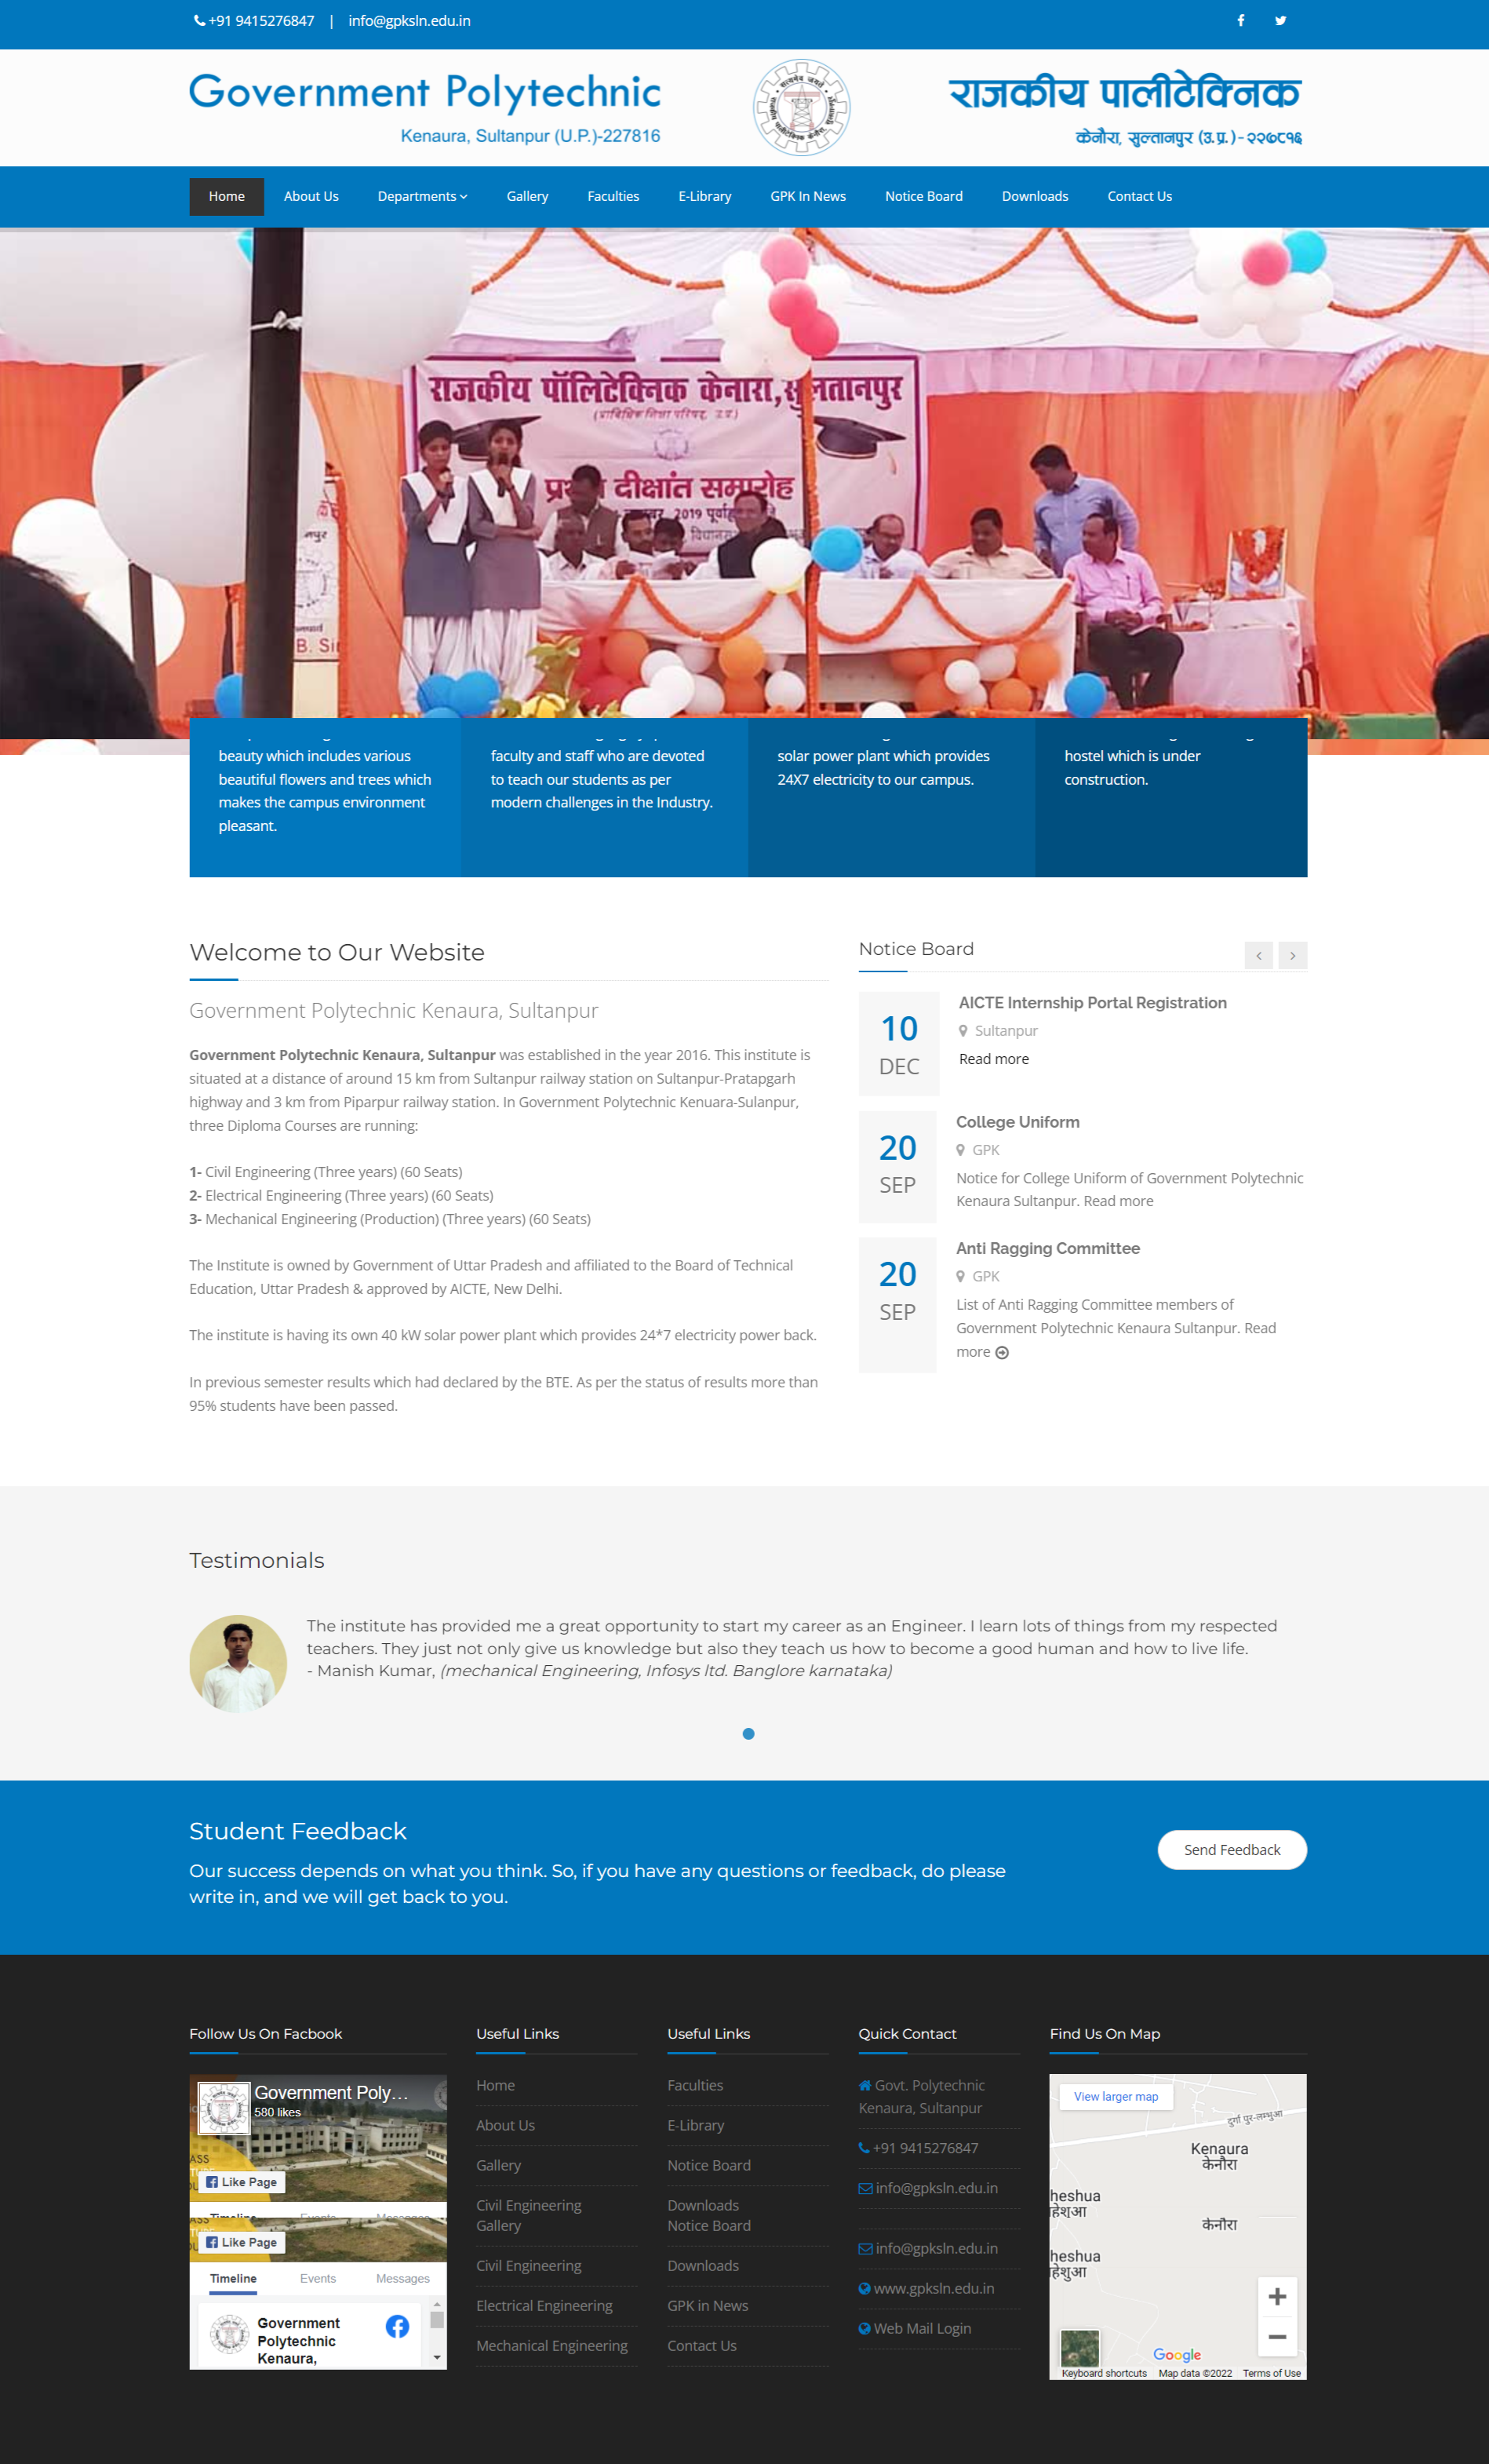 +91 9415276847 | info@gpksln.edu.in
Government Polytechnic
Kenaura, Sultanpur (U.P.)-227816
राजकीय पालीटेक्निक
केनौरा, सुल्तानपुर (उ.प्र.)-२२७८१६
Home About Us Departments Gallery Faculties E-Library GPK In News Notice Board Downloads Contact Us
राजकीय पॉलिटेक्निक केनारा,
दीक्षांत समारोह
2019
B. Si
beauty which includes various
beautiful flowers and trees which
makes the campus environment
pleasant.
faculty and staff who are devoted
to teach our students as per
modern challenges in the Industry.
solar power plant which provides
24X7 electricity to our campus.
hostel which is under
construction.
Welcome to Our Website
Government Polytechnic Kenaura, Sultanpur
Government Polytechnic Kenaura, Sultanpur was established in the year 2016. This institute is
situated at a distance of around 15 km from Sultanpur railway station on Sultanpur-Pratapgarh
highway and 3 km from Piparpur railway station. In Government Polytechnic Kenuara-Sulanpur,
three Diploma Courses are running:
1- Civil Engineering (Three years) (60 Seats)
2- Electrical Engineering (Three years) (60 Seats)
3- Mechanical Engineering (Production) (Three years) (60 Seats)
The Institute is owned by Government of Uttar Pradesh and affiliated to the Board of Technical
Education, Uttar Pradesh & approved by AICTE, New Delhi.
The institute is having its own 40 kW solar power plant which provides 24*7 electricity power back.
In previous semester results which had declared by the BTE. As per the status of results more than
95% students have been passed.
Notice Board
10
DEC
AICTE Internship Portal Registration
Sultanpur
Read more
20
SEP
College Uniform
GPK
Notice for College Uniform of Government Polytechnic
Kenaura Sultanpur. Read more
20
SEP
Anti Ragging Committee
GPK
List of Anti Ragging Committee members of
Government Polytechnic Kenaura Sultanpur. Read
more
Testimonials
The institute has provided me a great opportunity to start my career as an Engineer. I learn lots of things from my respected
teachers. They just not only give us knowledge but also they teach us how to become a good human and how to live life.
- Manish Kumar, (mechanical Engineering, Infosys ltd. Banglore karnataka)
Student Feedback
Our success depends on what you think. So, if you have any questions or feedback, do please
write in, and we will get back to you.
Send Feedback
Follow Us On Facbook
Government Poly...
580 likes
Like Page
Like Page
Timeline Events Messages
Government
Polytechnic
Kenaura,
Useful Links
Home
About Us
Gallery
Civil Engineering
Gallery
Civil Engineering
Electrical Engineering
Mechanical Engineering
Useful Links
Faculties
E-Library
Notice Board
Downloads
Notice Board
Downloads
GPK in News
Contact Us
Quick Contact
Govt. Polytechnic
Kenaura, Sultanpur
+91 9415276847
info@gpksln.edu.in
info@gpksln.edu.in
www.gpksln.edu.in
Web Mail Login
Find Us On Map
View larger map
दुर्गा पुर-लम्भुआ
Kenaura
केनौरा
heshua
हेशुआ
केनौरा
heshua
हेशुआ
Google
Keyboard shortcuts Map data ©2022 Terms of Use